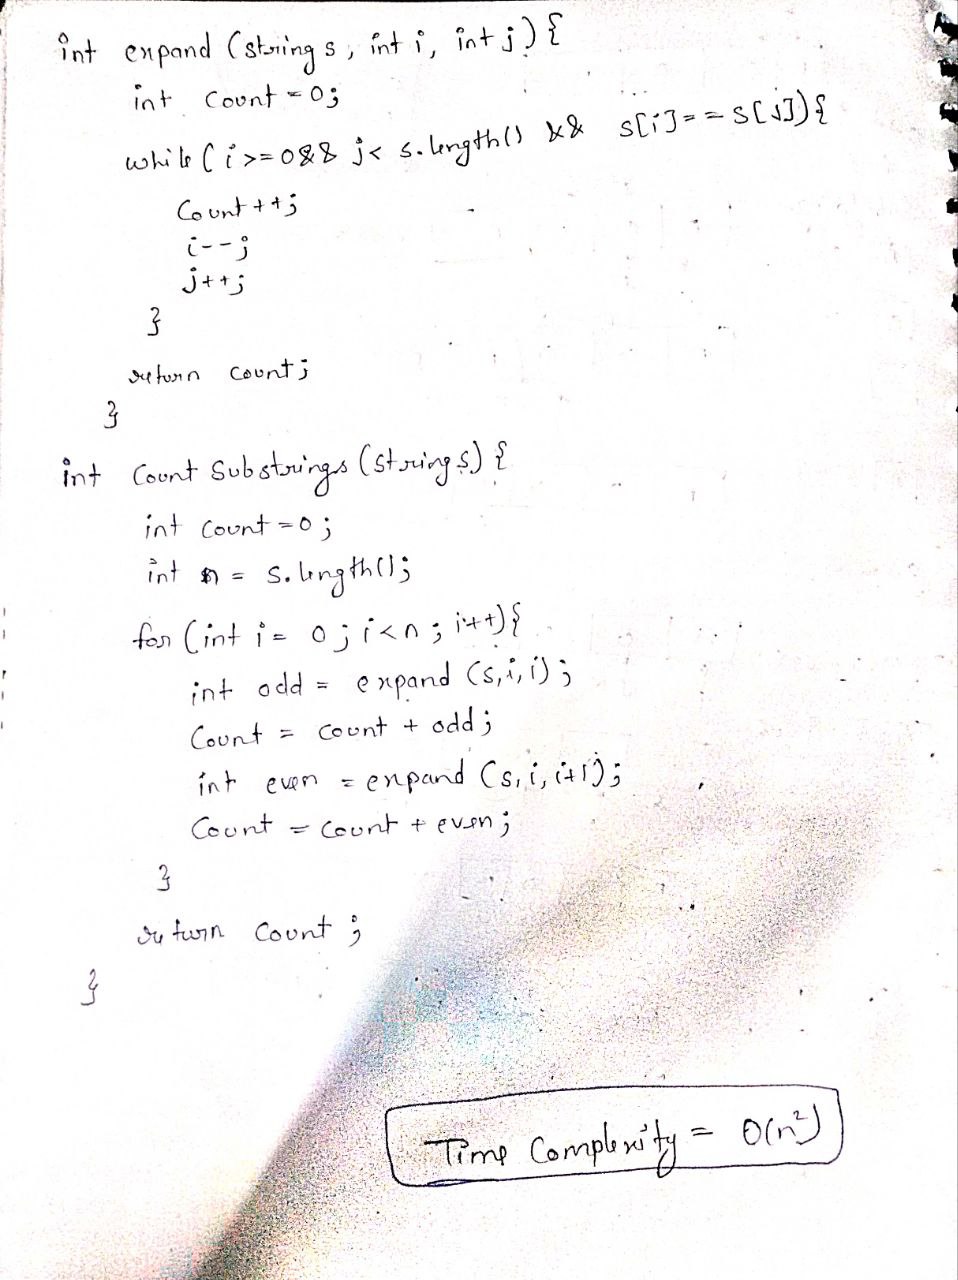 int expand (string s, int i, int j) {
int count = 0;
while (i >= 0 && j < s.length() && s[i] == s[j]) {
Count++;
i--;
j++;
}
return count;
}
int Count Substrings (string s) {
int count = 0;
int n = s.length();
for (int i = 0; i < n; i++) {
int odd = expand (s, i, i);
Count = count + odd;
int even = expand (s, i, i+1);
Count = count + even;
}
return count;
}
Time Complexity = O(n²)